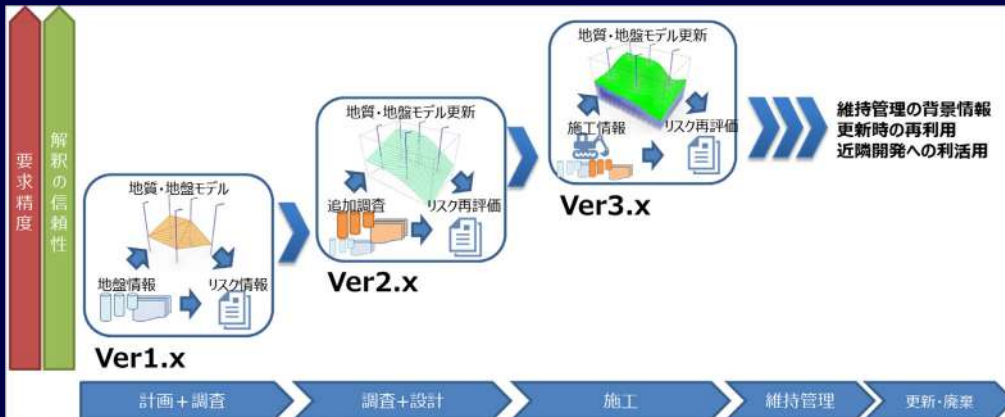 要求精度
解釈の信頼性
地質・地盤モデル
地盤情報
リスク情報
Ver1.x
地質・地盤モデル更新
追加調査
リスク再評価
Ver2.x
地質・地盤モデル更新
施工情報
リスク再評価
Ver3.x
維持管理の背景情報
更新時の再利用
近隣開発への利活用
計画＋調査
調査＋設計
施工
維持管理
更新・廃棄